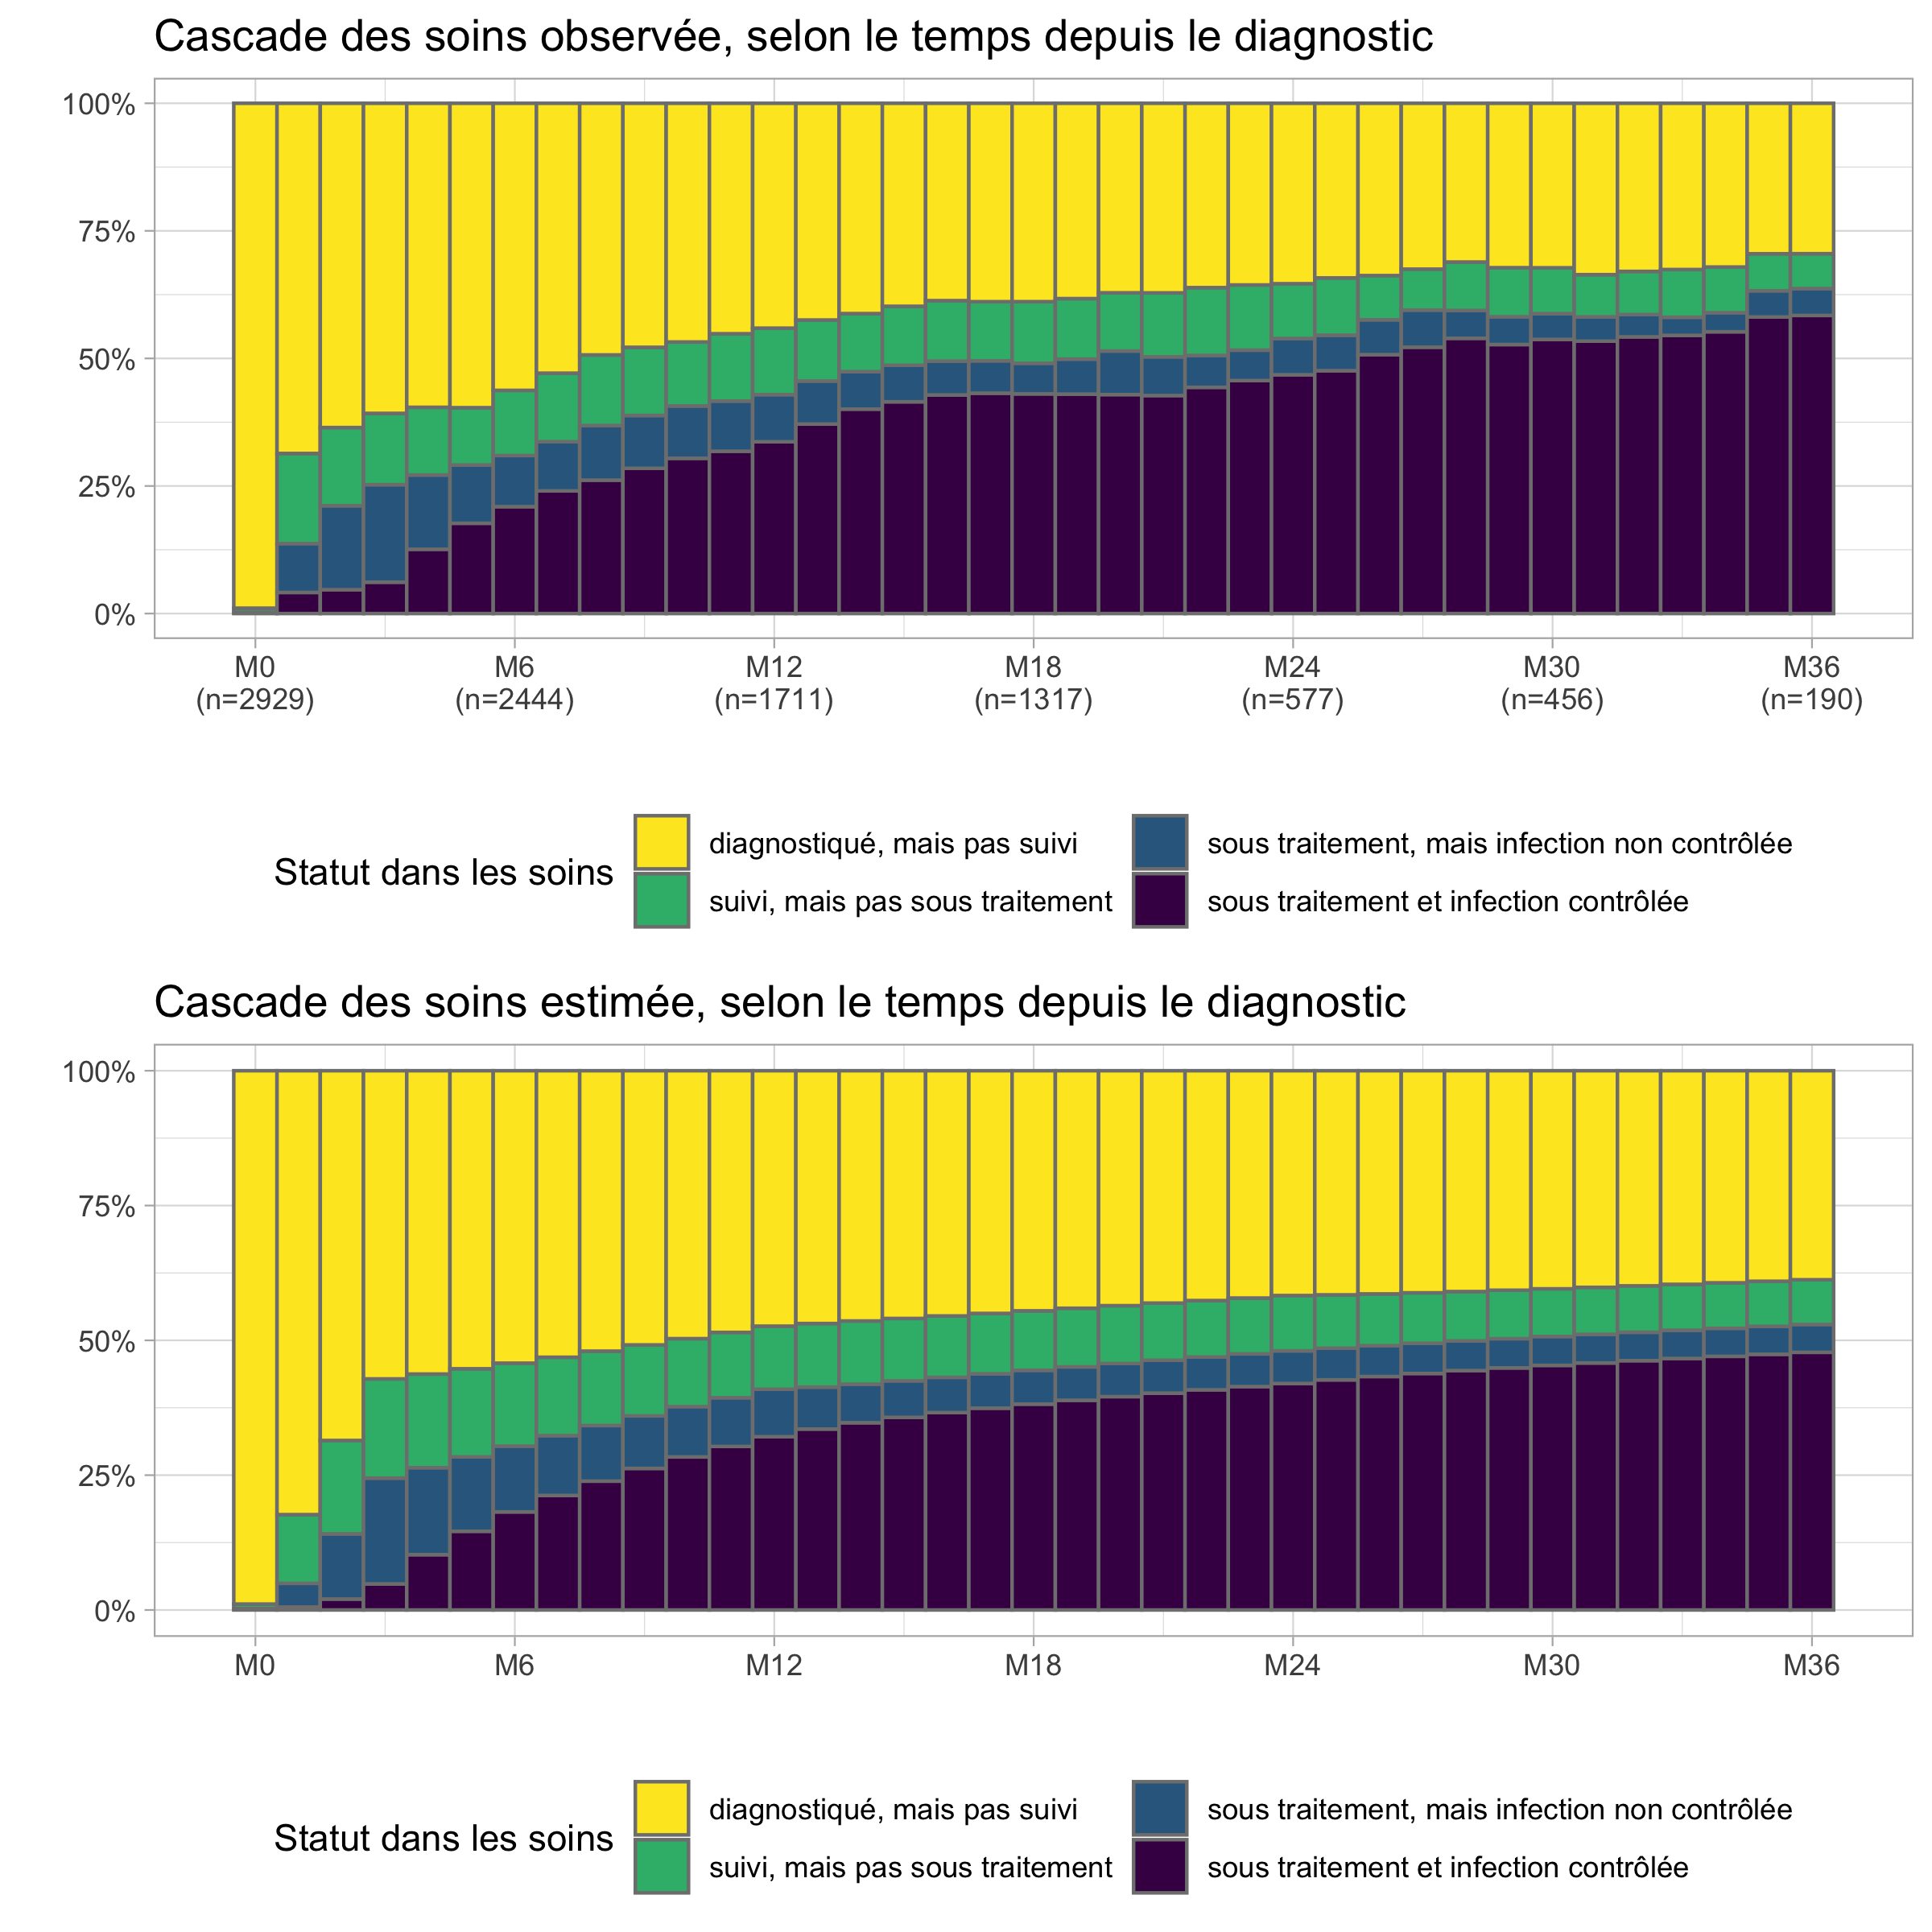 Cascade des soins observée, selon le temps depuis le diagnostic
100%
75%
50%
25%
0%
M0 M6 M12 M18 M24 M30 M36
(n=2929) (n=2444) (n=1711) (n=1317) (n=577) (n=456) (n=190)
Statut dans les soins
diagnostiqué, mais pas suivi
suivi, mais pas sous traitement
sous traitement, mais infection non contrôlée
sous traitement et infection contrôlée
Cascade des soins estimée, selon le temps depuis le diagnostic
100%
75%
50%
25%
0%
M0 M6 M12 M18 M24 M30 M36
Statut dans les soins
diagnostiqué, mais pas suivi
suivi, mais pas sous traitement
sous traitement, mais infection non contrôlée
sous traitement et infection contrôlée